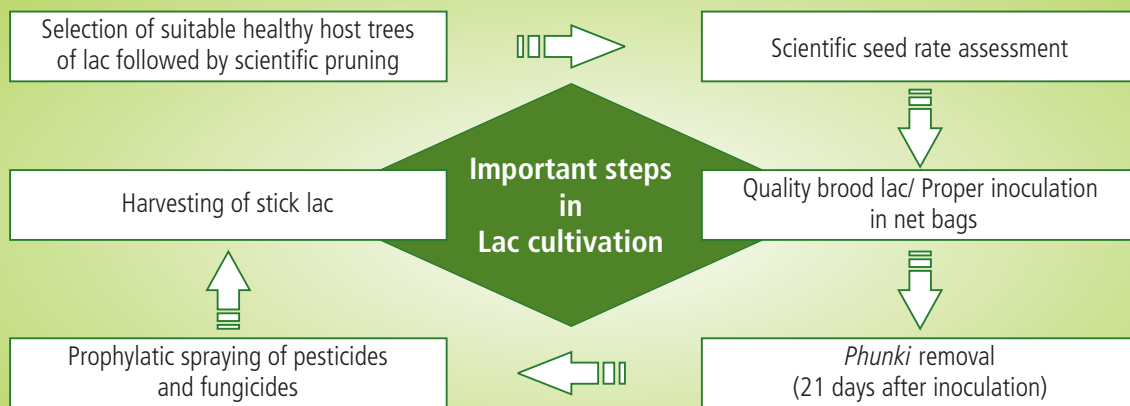 Selection of suitable healthy host trees
of lac followed by scientific pruning
Scientific seed rate assessment
Important steps
in
Lac cultivation
Quality brood lac/ Proper inoculation
in net bags
Phunki removal
(21 days after inoculation)
Prophylatic spraying of pesticides
and fungicides
Harvesting of stick lac